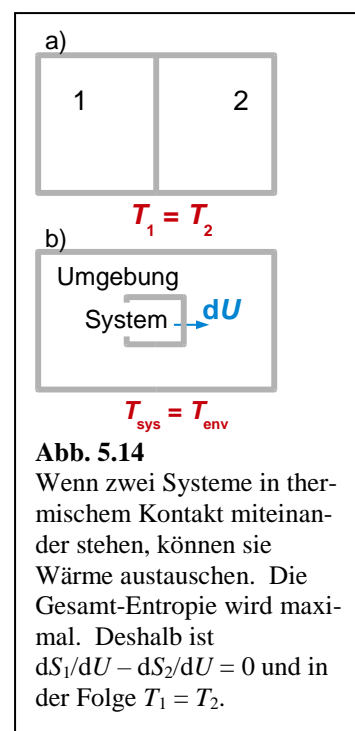 a)
1 2
T₁ = T₂
b)
Umgebung
System dU
Tsys = Tenv
Abb. 5.14
Wenn zwei Systeme in ther-
mischem Kontakt miteinan-
der stehen, können sie
Wärme austauschen. Die
Gesamt-Entropie wird maxi-
mal. Deshalb ist
dS₁/dU – dS₂/dU = 0 und in
der Folge T₁ = T₂.